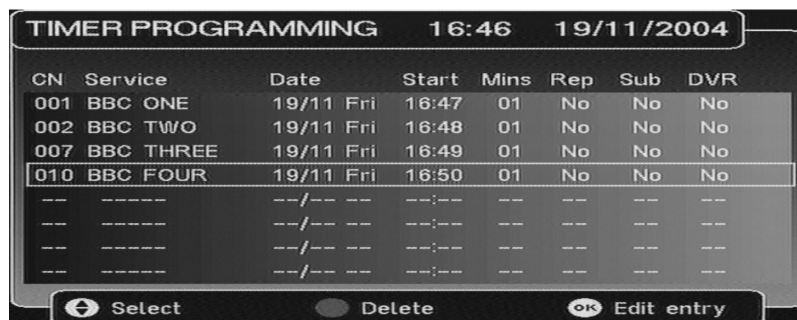 TIMER PROGRAMMING 16:46 19/11/2004
CN Service Date Start Mins Rep Sub DVR
001 BBC ONE 19/11 Fri 16:47 01 No No No
002 BBC TWO 19/11 Fri 16:48 01 No No No
007 BBC THREE 19/11 Fri 16:49 01 No No No
010 BBC FOUR 19/11 Fri 16:50 01 No No No
-- ----- --/-- -- --:-- -- -- -- --
-- ----- --/-- -- --:-- -- -- -- --
-- ----- --/-- -- --:-- -- -- -- --
-- ----- --/-- -- --:-- -- -- -- --
Select Delete OK Edit entry